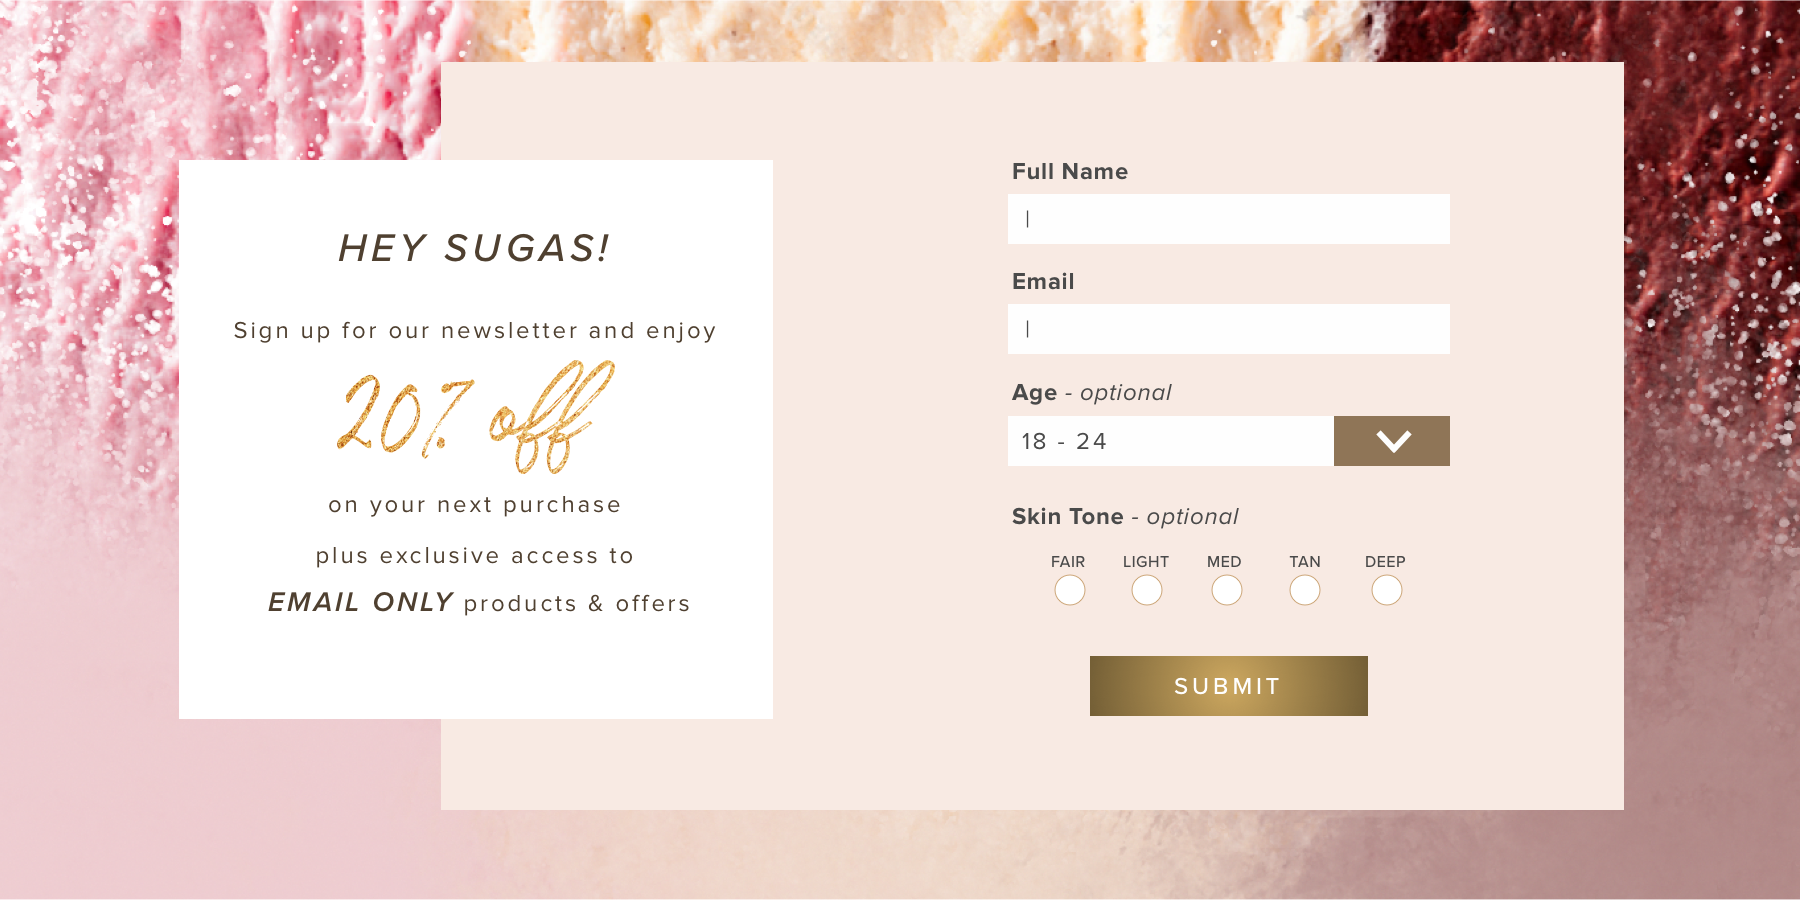 HEY SUGAS!
Sign up for our newsletter and enjoy
20% off
on your next purchase
plus exclusive access to
EMAIL ONLY products & offers
Full Name
|
Email
|
Age - optional
18 - 24
Skin Tone - optional
FAIR LIGHT MED TAN DEEP
SUBMIT